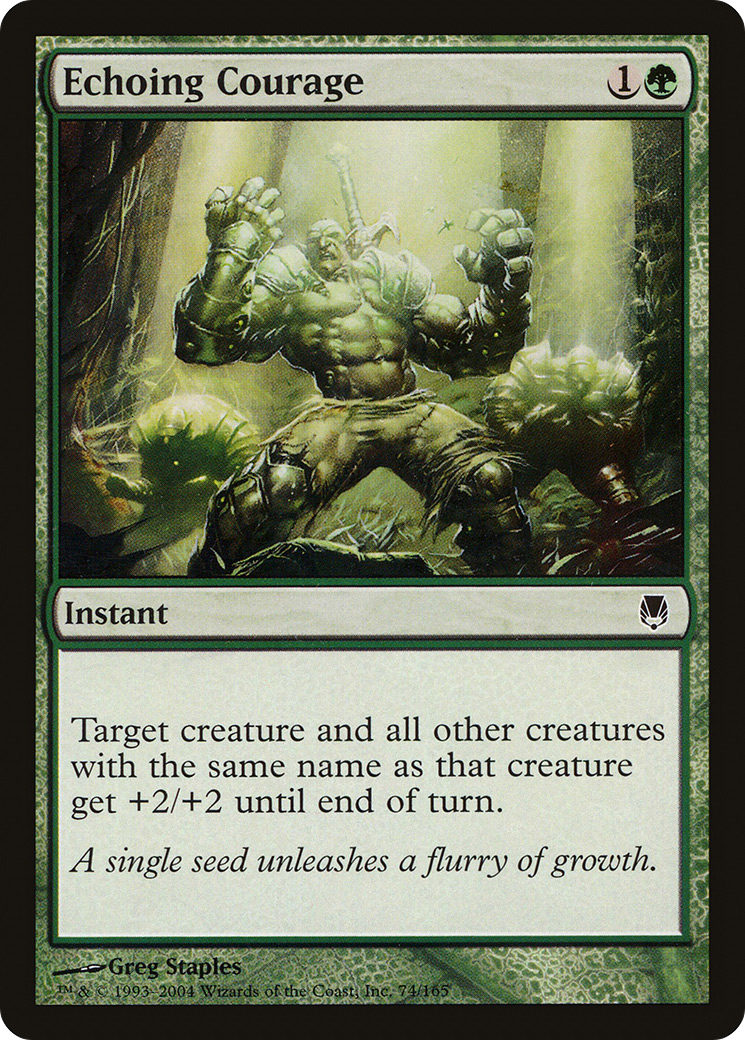 Echoing Courage 1
Instant
Target creature and all other creatures
with the same name as that creature
get +2/+2 until end of turn.
A single seed unleashes a flurry of growth.
Greg Staples
™ & © 1993–2004 Wizards of the Coast, Inc. 74/165